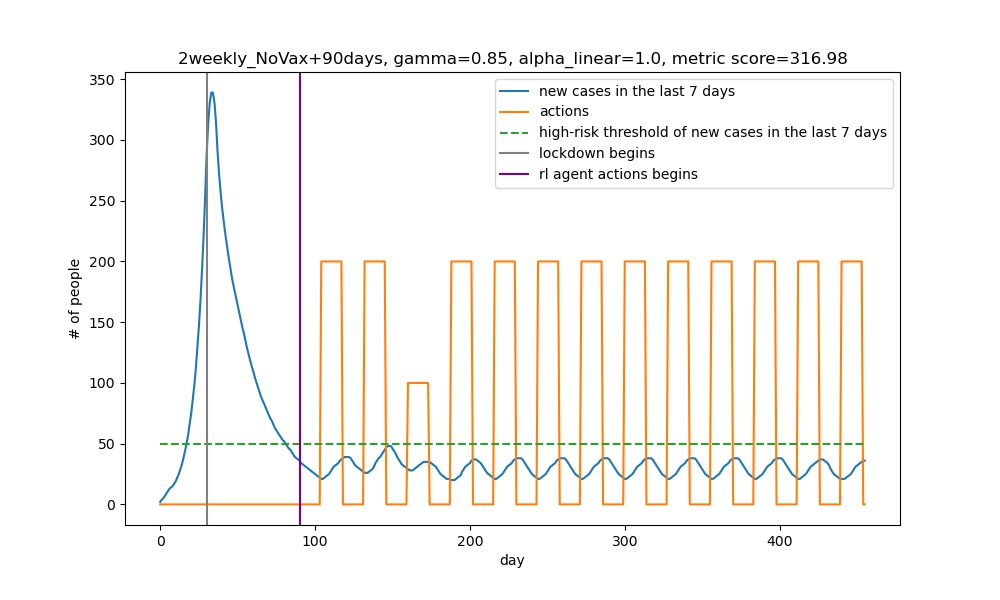 2weekly_NoVax+90days, gamma=0.85, alpha_linear=1.0, metric score=316.98
new cases in the last 7 days
actions
high-risk threshold of new cases in the last 7 days
lockdown begins
rl agent actions begins
# of people
350
300
250
200
150
100
50
0
0 100 200 300 400
day